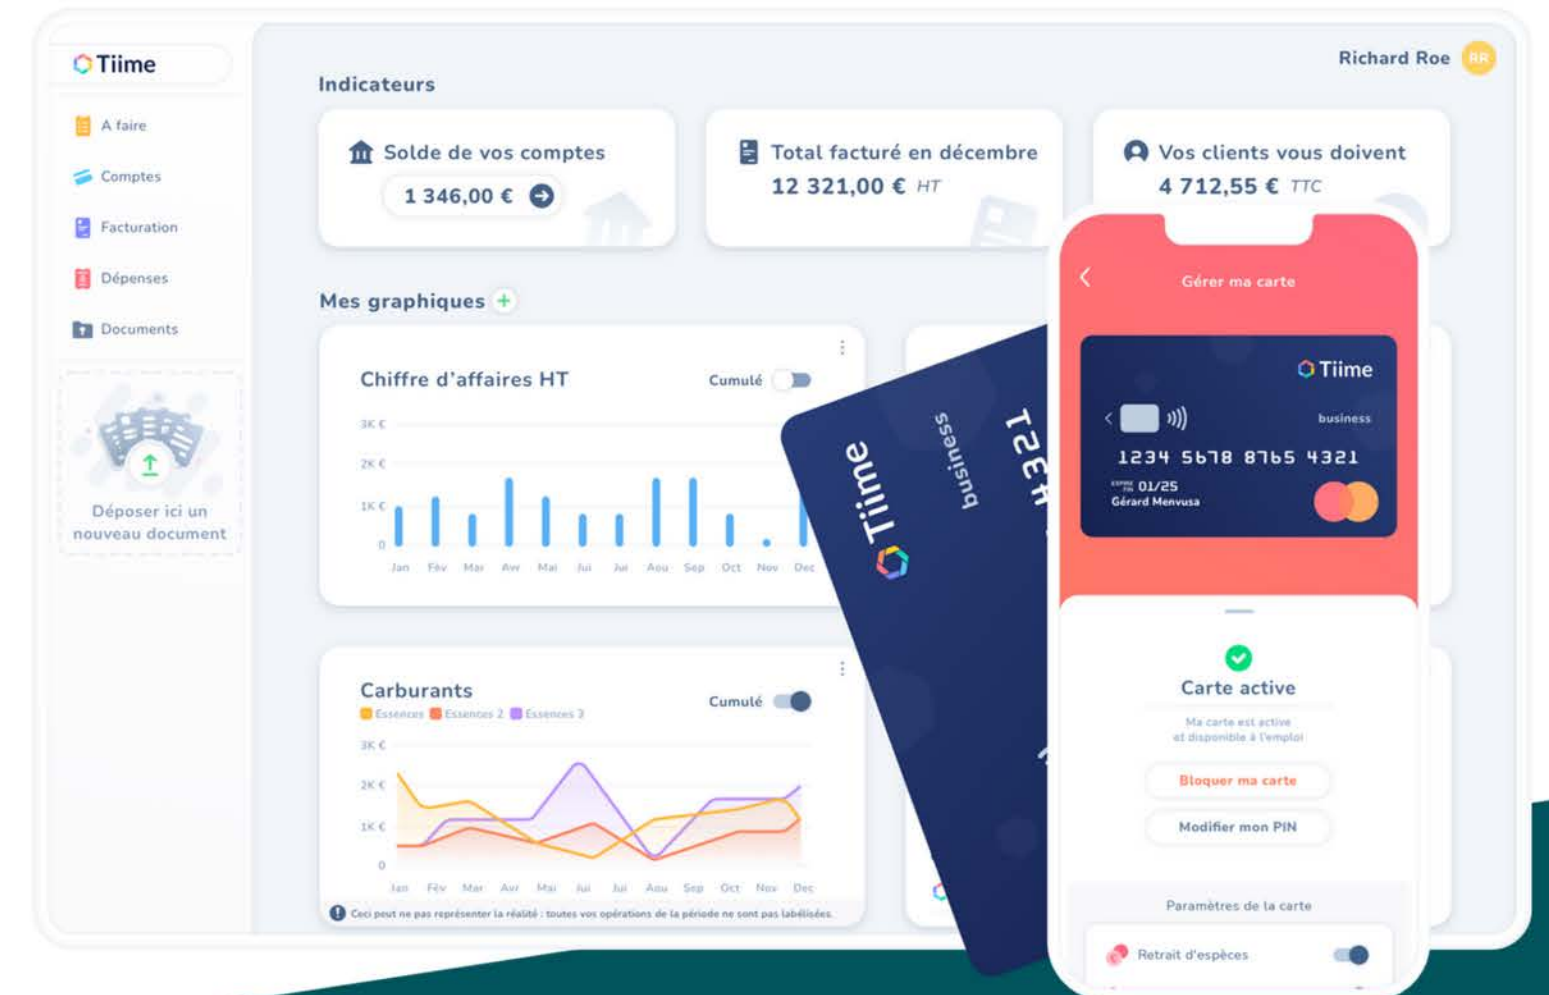 Tiime
A faire
Comptes
Facturation
Dépenses
Documents
Déposer ici un
nouveau document
Richard Roe RR
Indicateurs
Solde de vos comptes
1 346,00 €
Total facturé en décembre
12 321,00 € HT
Vos clients vous doivent
4 712,55 € TTC
Mes graphiques +
Chiffre d'affaires HT
Cumulé
3K €
2K €
1K €
0
Jan Fév Mar Avr Mai Jui Jui Aou Sep Oct Nov Dec
Carburants
Cumulé
Essences Essences 2 Essences 3
3K €
2K €
1K €
0
Jan Fév Mar Avr Mai Jui Jui Aou Sep Oct Nov Dec
Ceci peut ne pas représenter la réalité : toutes vos opérations de la période ne sont pas labélisées.
Tiime
business
4321
Gérer ma carte
Tiime
business
1234 5678 8765 4321
01/25
Gérard Menvusa
Carte active
Ma carte est active
et disponible à l'emploi
Bloquer ma carte
Modifier mon PIN
Paramètres de la carte
Retrait d'espèces